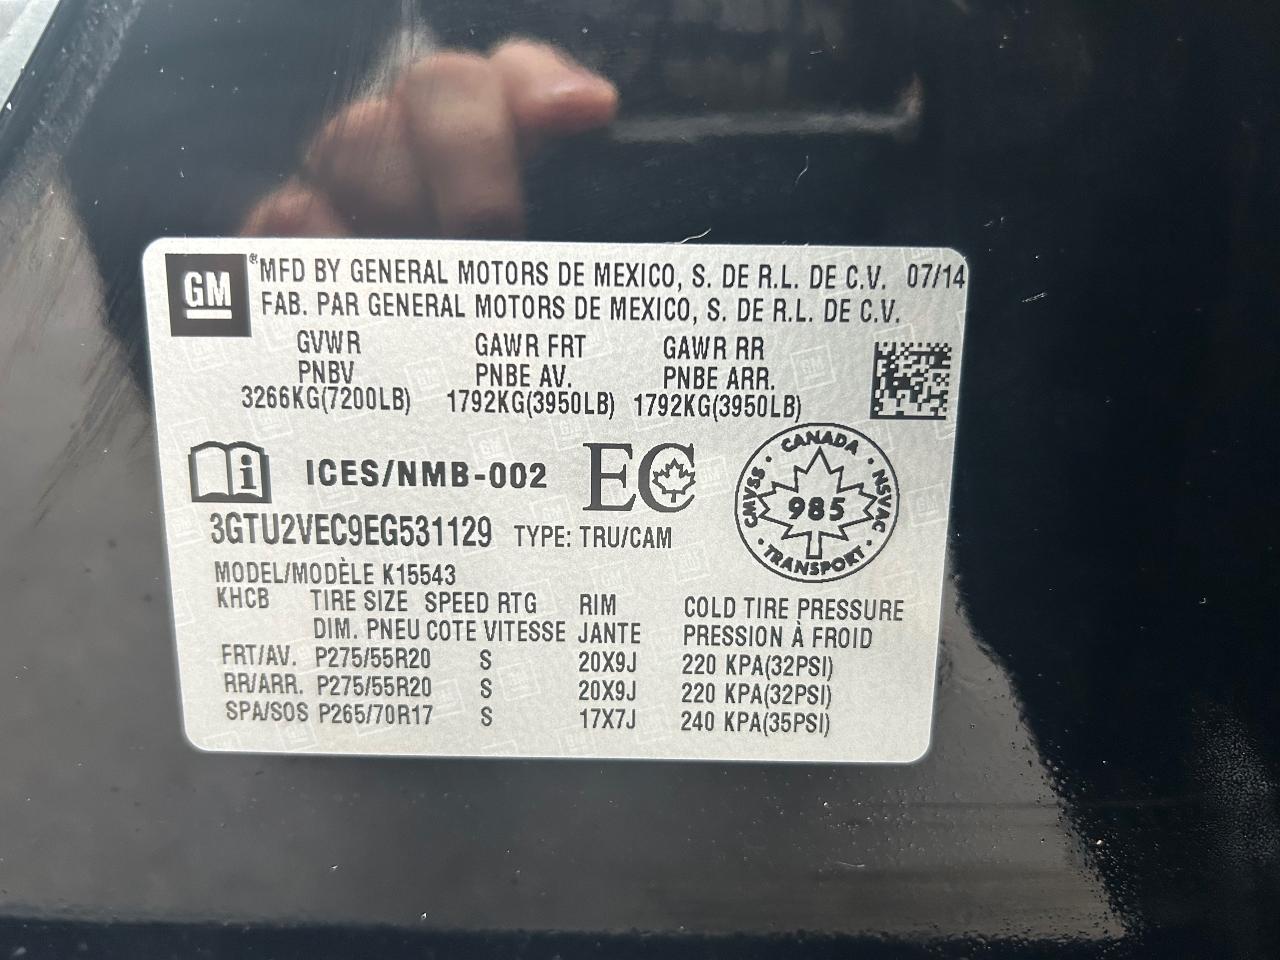 GM ® MFD BY GENERAL MOTORS DE MEXICO, S. DE R.L. DE C.V. 07/14
FAB. PAR GENERAL MOTORS DE MEXICO, S. DE R.L. DE C.V.
GVWR GAWR FRT GAWR RR
PNBV PNBE AV. PNBE ARR.
3266KG(7200LB) 1792KG(3950LB) 1792KG(3950LB)
i ICES/NMB-002 EC
CANADA
CMVSS • 985 • NSVAC
TRANSPORT
3GTU2VEC9EG531129 TYPE: TRU/CAM
MODEL/MODÈLE K15543
KHCB TIRE SIZE SPEED RTG RIM COLD TIRE PRESSURE
DIM. PNEU COTE VITESSE JANTE PRESSION À FROID
FRT/AV. P275/55R20 S 20X9J 220 KPA(32PSI)
RR/ARR. P275/55R20 S 20X9J 220 KPA(32PSI)
SPA/SOS P265/70R17 S 17X7J 240 KPA(35PSI)